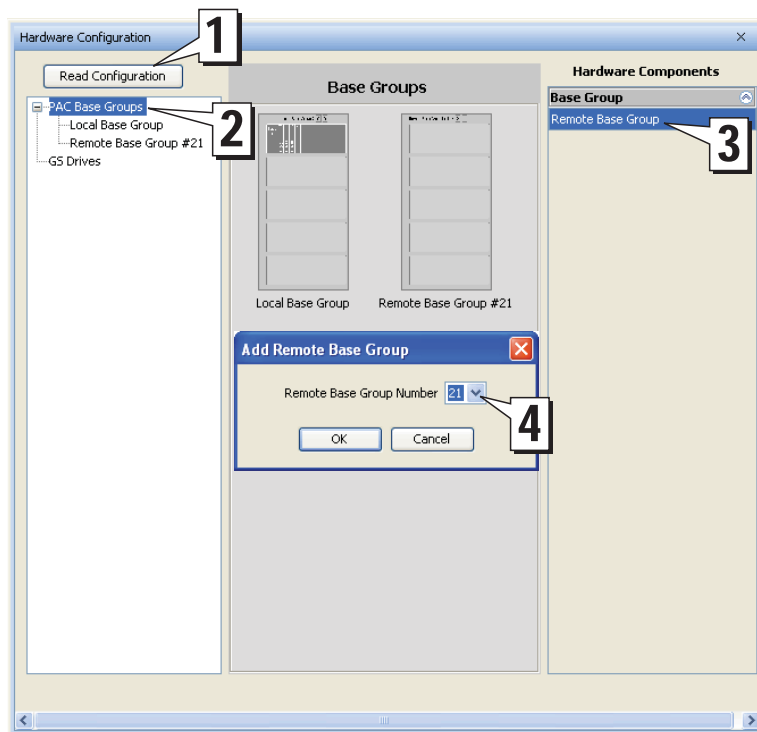 Hardware Configuration
1
Read Configuration
PAC Base Groups
2
Local Base Group
Remote Base Group #21
GS Drives
Base Groups
Local Base Group
Remote Base Group #21
Hardware Components
Base Group
Remote Base Group
3
Add Remote Base Group
Remote Base Group Number 21
4
OK Cancel